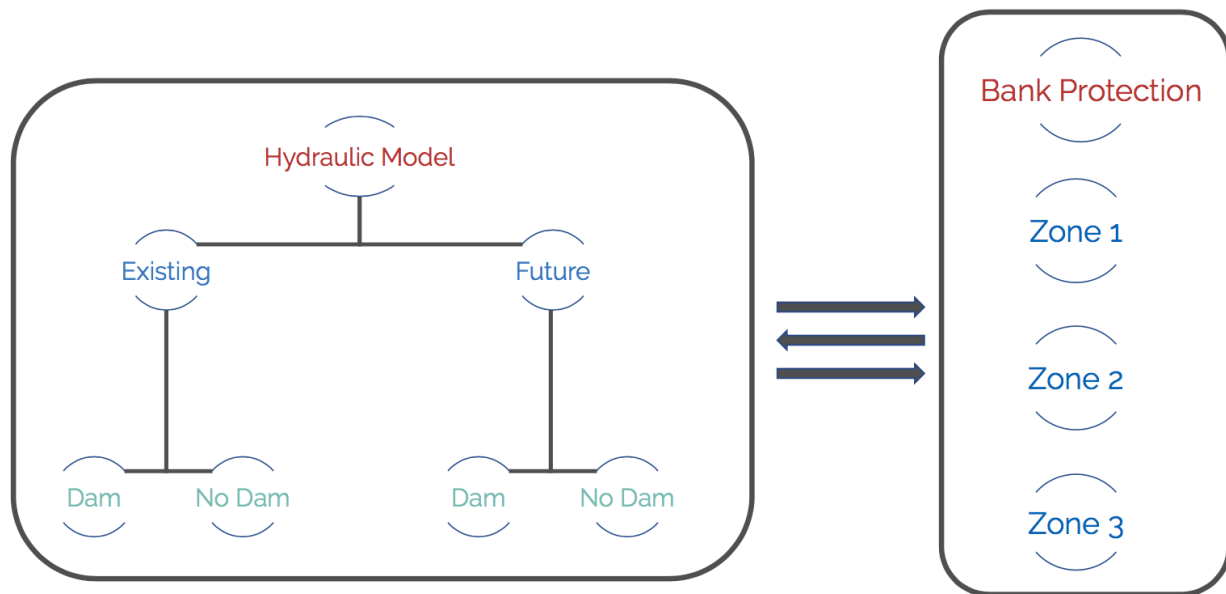 Hydraulic Model
Existing
Future
Dam
No Dam
Dam
No Dam
Bank Protection
Zone 1
Zone 2
Zone 3